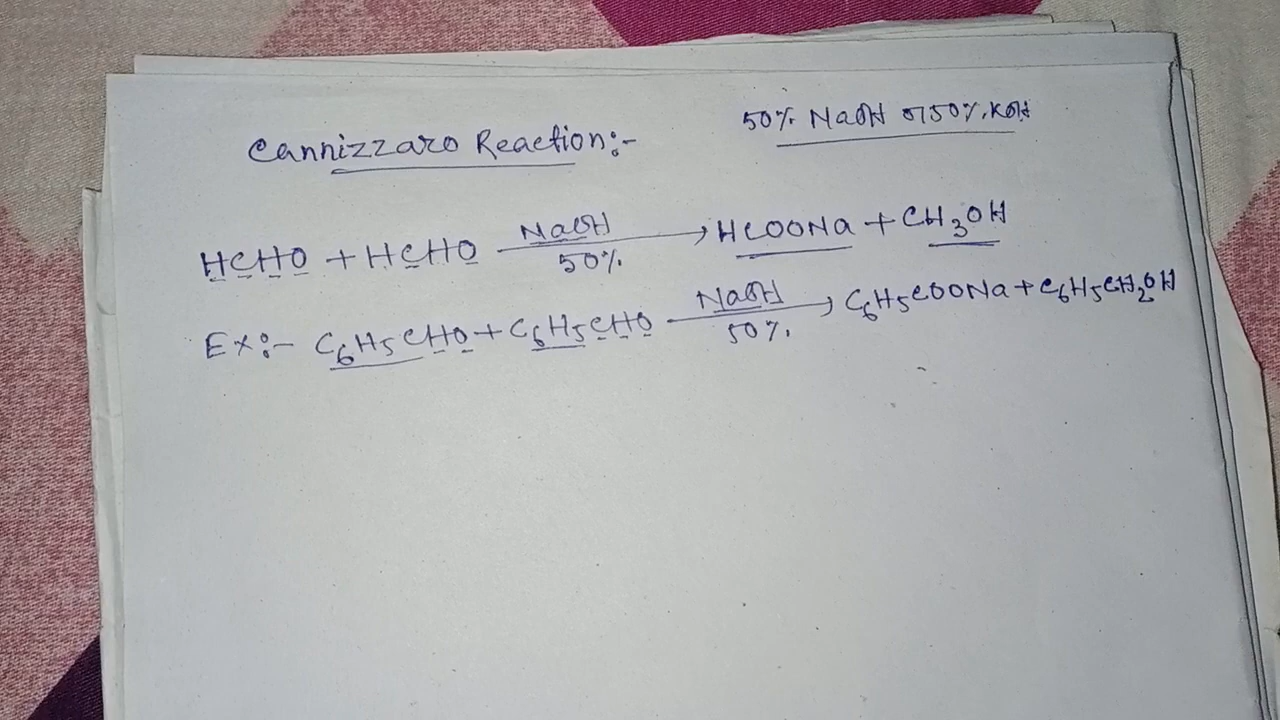 Cannizzaro Reaction:-
50% NaOH या 50% KOH
HCHO + HCHO NaOH 50% → HCOONa + CH3OH
Ex:- C6H5CHO + C6H5CHO NaOH 50% → C6H5COONa + C6H5CH2OH